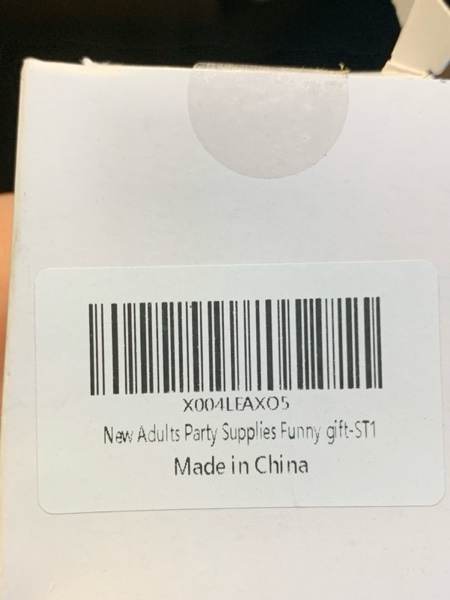 X004LEAXO5
New Adults Party Supplies Funny gift-ST1
Made in China